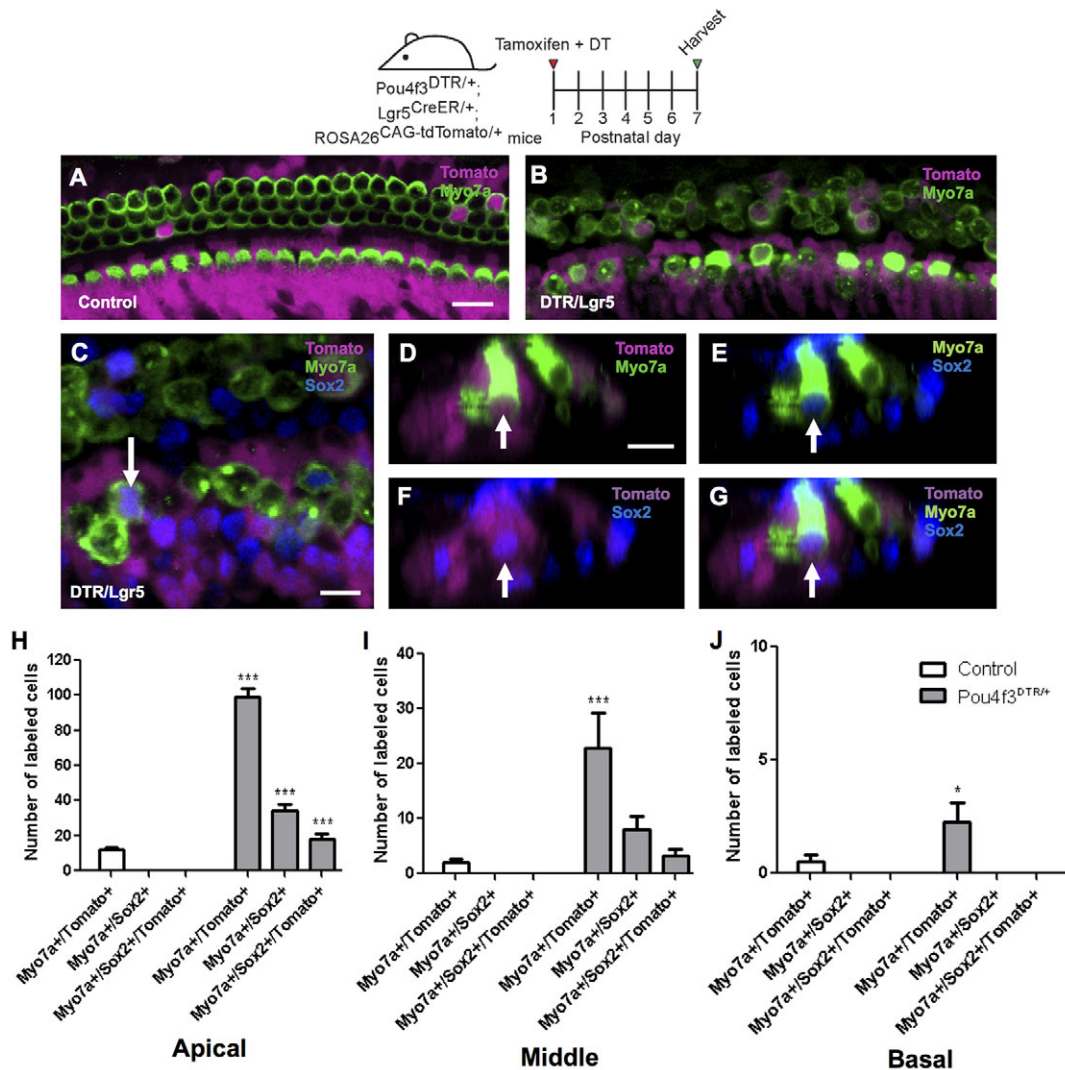 Tamoxifen + DT
Harvest
Pou4f3DTR/+;
Lgr5CreER/+;
ROSA26CAG-tdTomato/+ mice
1 2 3 4 5 6 7
Postnatal day
A
Tomato
Myo7a
Control
B
Tomato
Myo7a
DTR/Lgr5
C
Tomato
Myo7a
Sox2
DTR/Lgr5
D
Tomato
Myo7a
E
Myo7a
Sox2
F
Tomato
Sox2
G
Tomato
Myo7a
Sox2
H
Number of labeled cells
120
100
80
60
40
20
0
***
***
***
Myo7a+/Tomato+
Myo7a+/Sox2+
Myo7a+/Sox2+/Tomato+
Myo7a+/Tomato+
Myo7a+/Sox2+
Myo7a+/Sox2+/Tomato+
Apical
I
Number of labeled cells
40
30
20
10
0
***
Myo7a+/Tomato+
Myo7a+/Sox2+
Myo7a+/Sox2+/Tomato+
Myo7a+/Tomato+
Myo7a+/Sox2+
Myo7a+/Sox2+/Tomato+
Middle
J
Number of labeled cells
10
5
0
Control
Pou4f3DTR/+
*
Myo7a+/Tomato+
Myo7a+/Sox2+
Myo7a+/Sox2+/Tomato+
Myo7a+/Tomato+
Myo7a+/Sox2+
Myo7a+/Sox2+/Tomato+
Basal